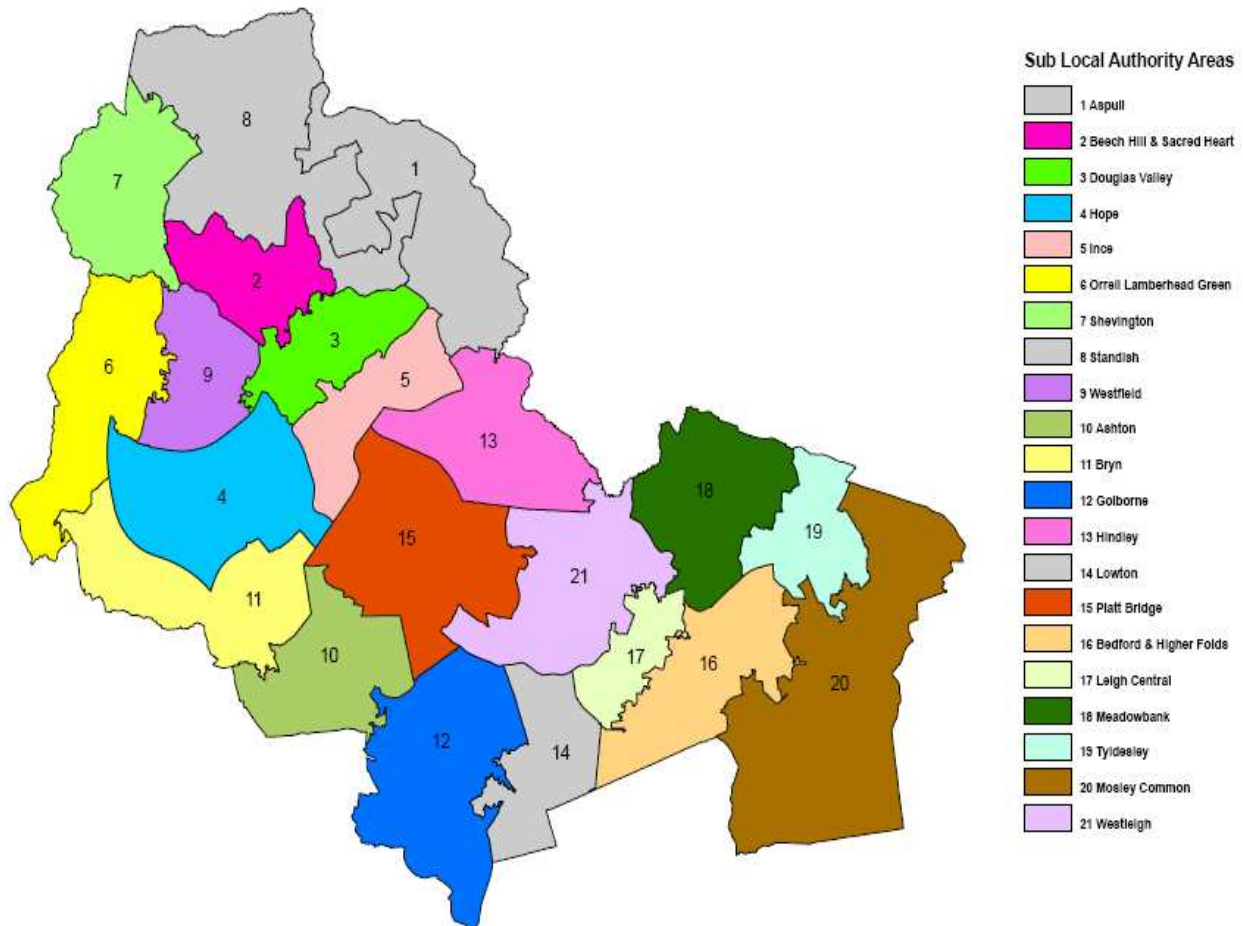 Sub Local Authority Areas
1 Aspull
2 Beech Hill & Sacred Heart
3 Douglas Valley
4 Hope
5 Ince
6 Orrell Lamberhead Green
7 Shevington
8 Standish
9 Westfield
10 Ashton
11 Bryn
12 Golborne
13 Hindley
14 Lowton
15 Platt Bridge
16 Bedford & Higher Folds
17 Leigh Central
18 Meadowbank
19 Tyldesley
20 Mosley Common
21 Westleigh
8
1
7
2
3
6
9
5
13
4
18
19
15
21
11
10
17
16
20
12
14